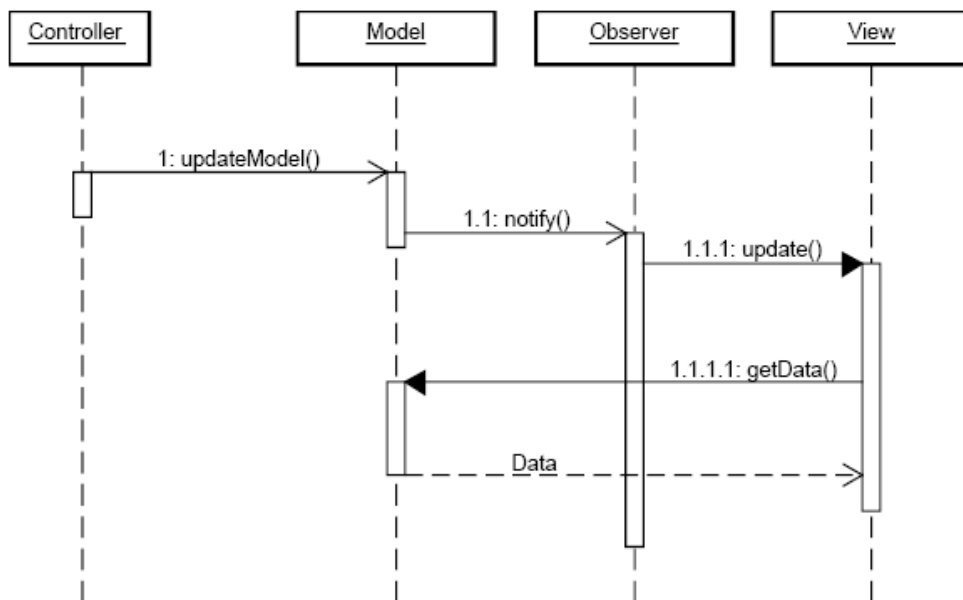 Controller
Model
Observer
View
1: updateModel()
1.1: notify()
1.1.1: update()
1.1.1.1: getData()
Data